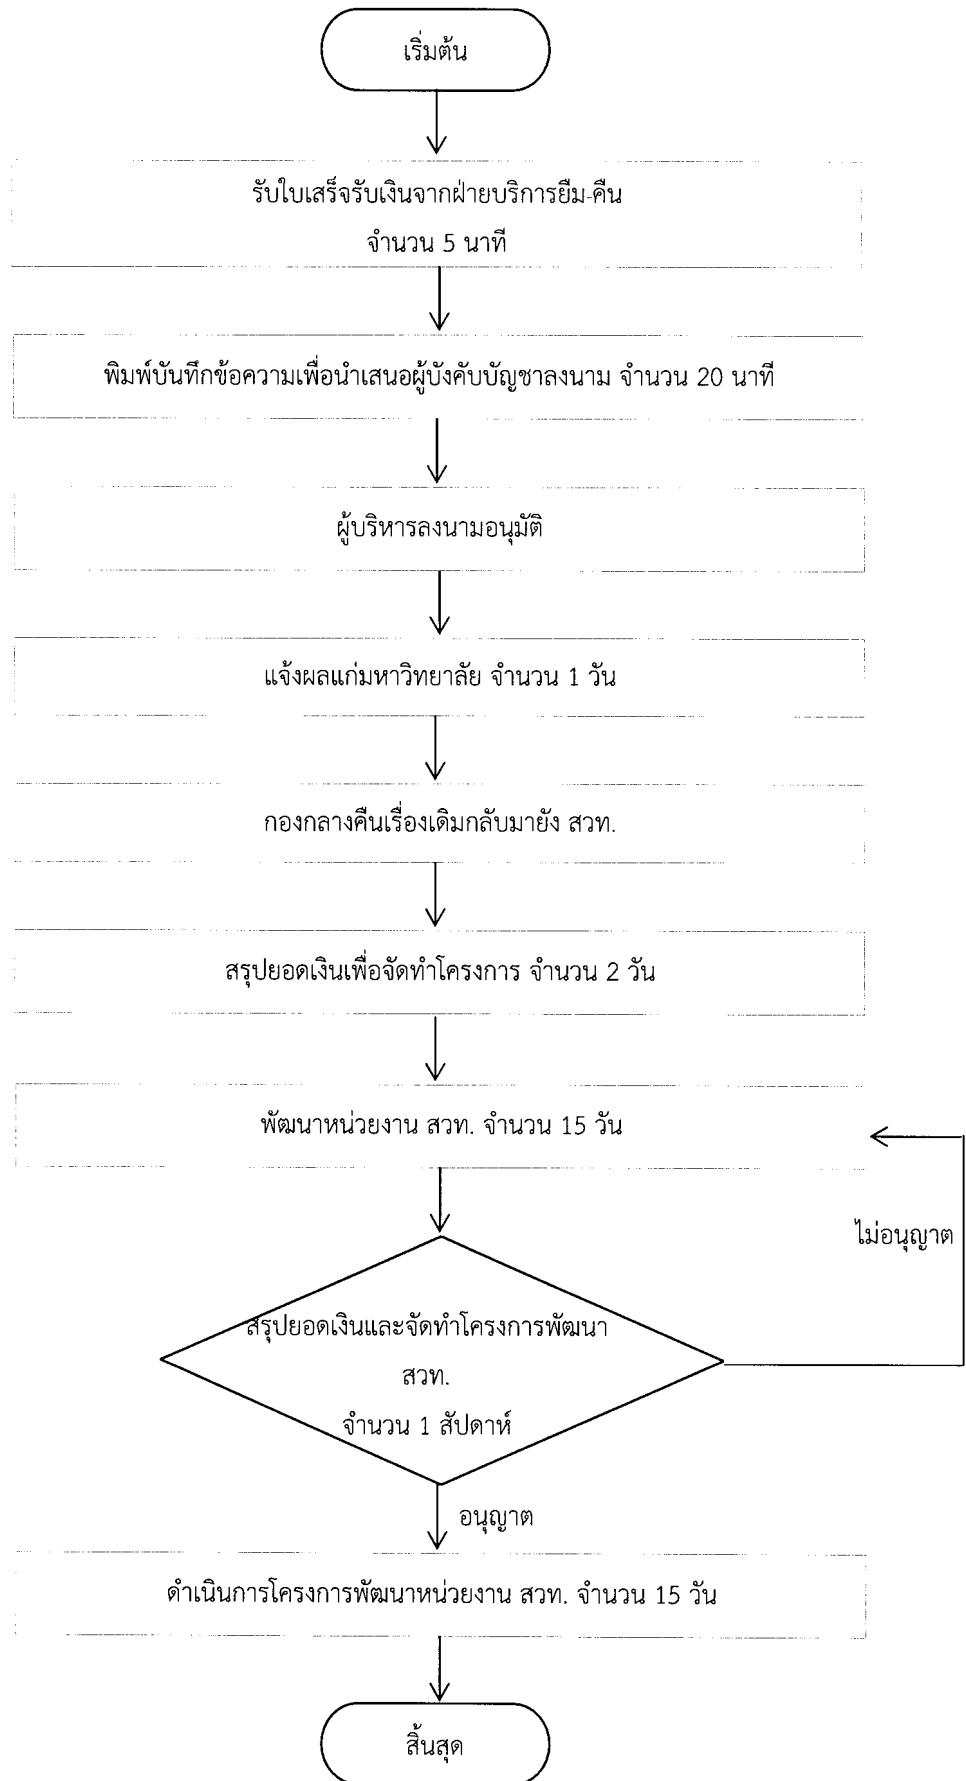 เริ่มต้น
รับใบเสร็จรับเงินจากฝ่ายบริการยืม-คืน
จำนวน 5 นาที
พิมพ์บันทึกข้อความเพื่อนำเสนอผู้บังคับบัญชาลงนาม จำนวน 20 นาที
ผู้บริหารลงนามอนุมัติ
แจ้งผลแก่มหาวิทยาลัย จำนวน 1 วัน
กองกลางคืนเรื่องเดิมกลับมายัง สวท.
สรุปยอดเงินเพื่อจัดทำโครงการ จำนวน 2 วัน
พัฒนาหน่วยงาน สวท. จำนวน 15 วัน
ไม่อนุญาต
สรุปยอดเงินและจัดทำโครงการพัฒนา
สวท.
จำนวน 1 สัปดาห์
อนุญาต
ดำเนินการโครงการพัฒนาหน่วยงาน สวท. จำนวน 15 วัน
สิ้นสุด